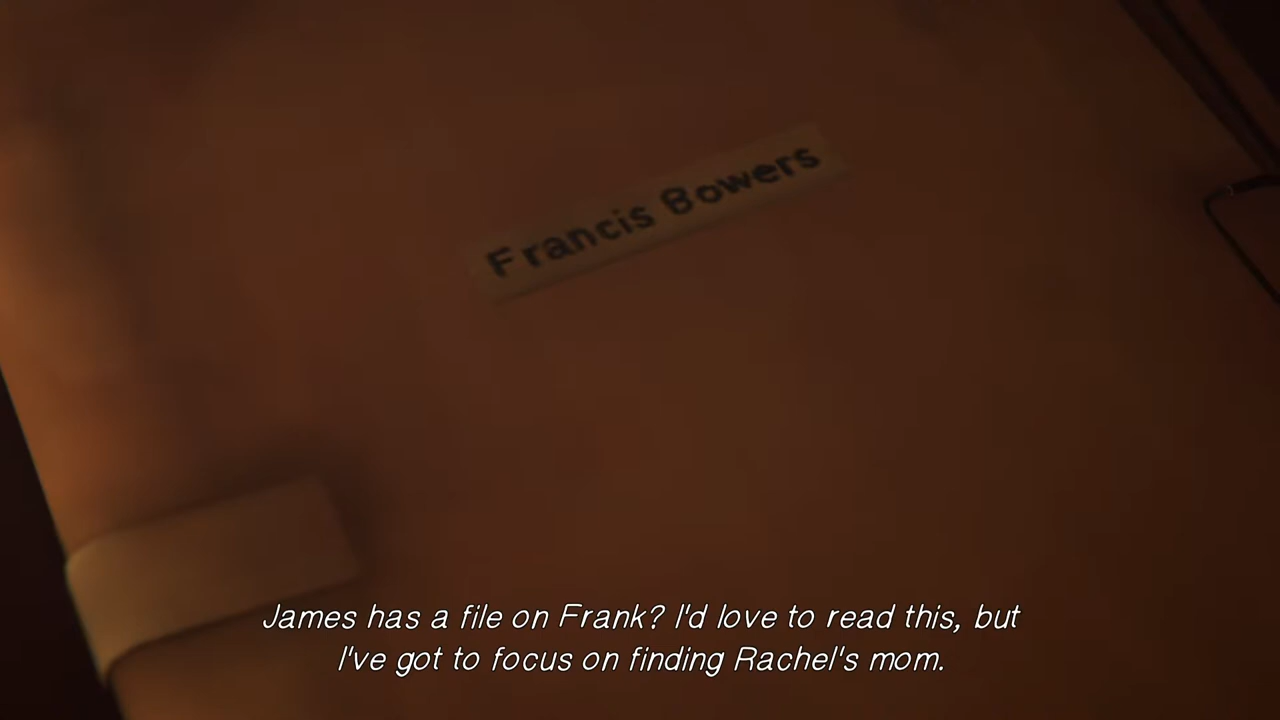 Francis Bowers
James has a file on Frank? I'd love to read this, but
I've got to focus on finding Rachel's mom.